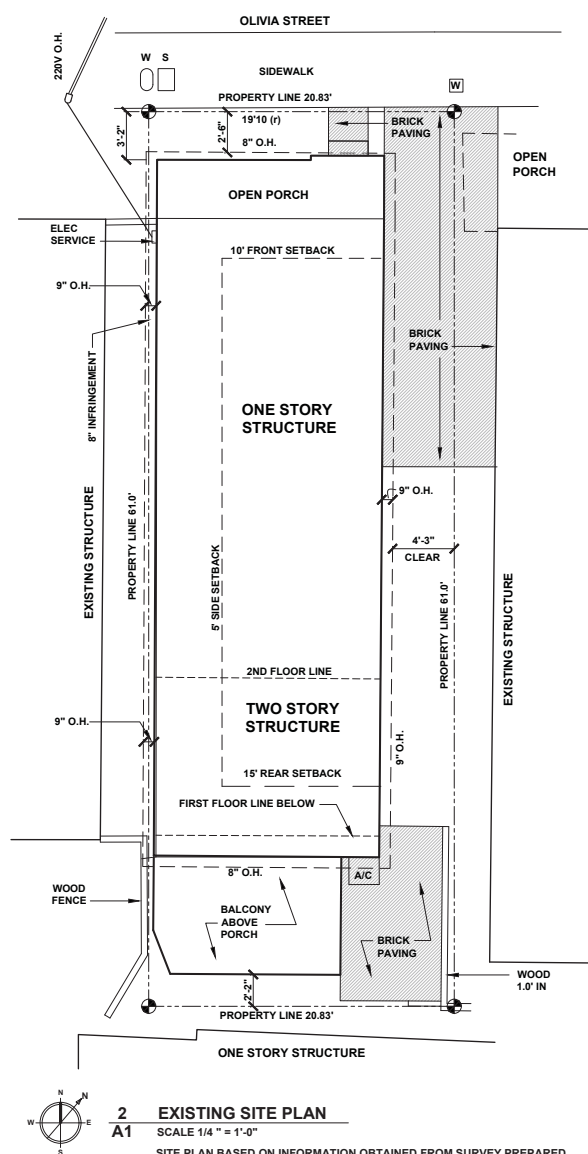 OLIVIA STREET
220V O.H.
W S
SIDEWALK
W
PROPERTY LINE 20.83'
19'10 (r)
8" O.H.
3'-2"
2'-6"
BRICK
PAVING
OPEN
PORCH
OPEN PORCH
ELEC
SERVICE
10' FRONT SETBACK
9" O.H.
8" INFRINGEMENT
BRICK
PAVING
ONE STORY
STRUCTURE
9" O.H.
EXISTING STRUCTURE
PROPERTY LINE 61.0'
5' SIDE SETBACK
4'-3"
CLEAR
PROPERTY LINE 61.0'
EXISTING STRUCTURE
2ND FLOOR LINE
TWO STORY
STRUCTURE
9" O.H.
9" O.H.
15' REAR SETBACK
FIRST FLOOR LINE BELOW
8" O.H.
A/C
WOOD
FENCE
BALCONY
ABOVE
PORCH
BRICK
PAVING
WOOD
1.0' IN
2'-2"
PROPERTY LINE 20.83'
ONE STORY STRUCTURE
N
N
W
E
S
2 EXISTING SITE PLAN
A1 SCALE 1/4 " = 1'-0"
SITE PLAN BASED ON INFORMATION OBTAINED FROM SURVEY PREPARED